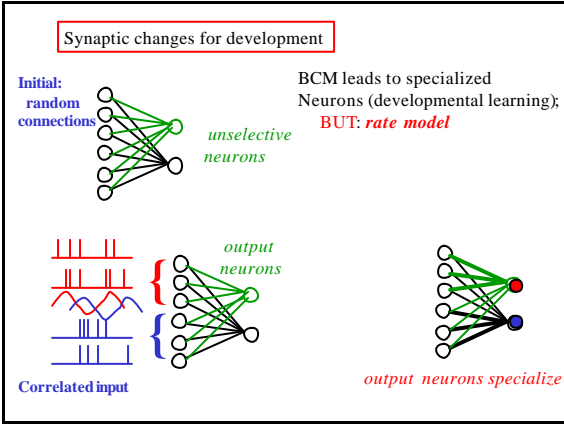 Synaptic changes for development
Initial:
random
connections
unselective
neurons
BCM leads to specialized
Neurons (developmental learning);
BUT: rate model
output
neurons
Correlated input
output neurons specialize